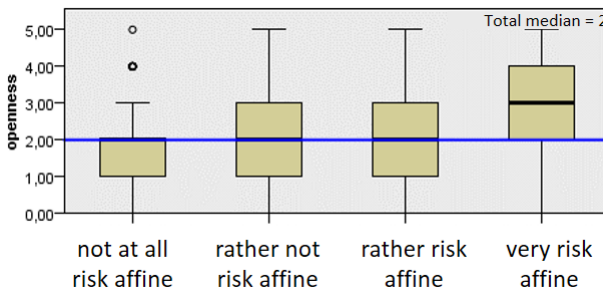 Total median = 2
5,00
4,00
3,00
2,00
1,00
0,00
openness
not at all
risk affine
rather not
risk affine
rather risk
affine
very risk
affine